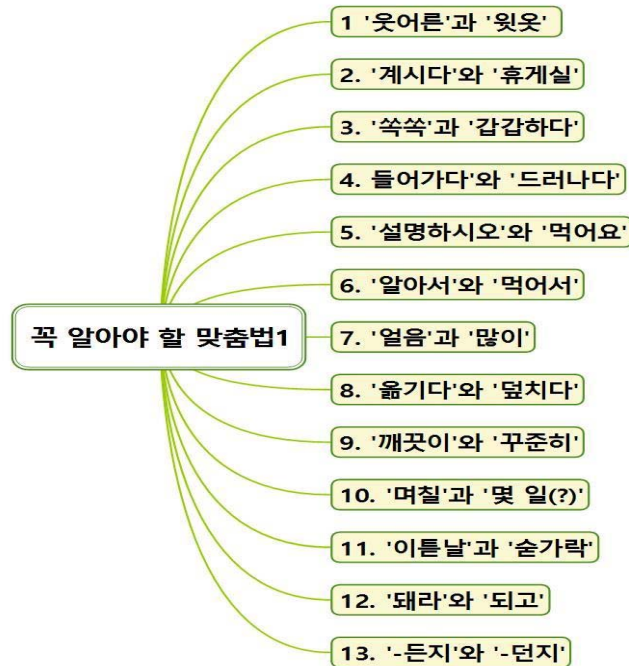 꼭 알아야 할 맞춤법1
1 '웃어른'과 '윗옷'
2. '계시다'와 '휴게실'
3. '쏙쏙'과 '갑갑하다'
4. 들어가다'와 '드러나다'
5. '설명하시오'와 '먹어요'
6. '알아서'와 '먹어서'
7. '얼음'과 '많이'
8. '옮기다'와 '덮치다'
9. '깨끗이'와 '꾸준히'
10. '며칠'과 '몇 일(?)'
11. '이튿날'과 '숟가락'
12. '돼라'와 '되고'
13. '-든지'와 '-던지'